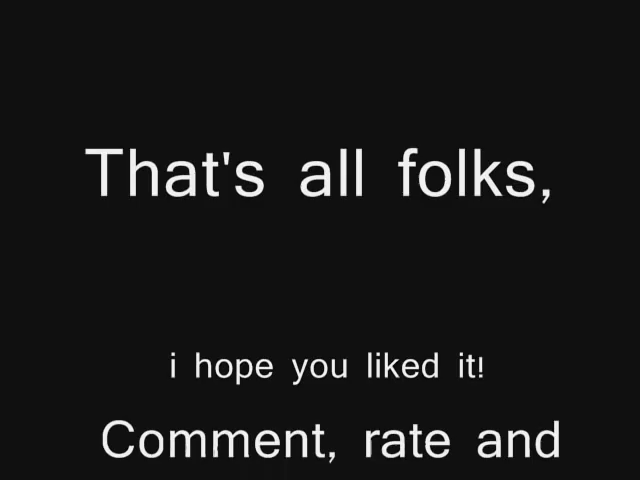 That's all folks,
i hope you liked it!
Comment, rate and